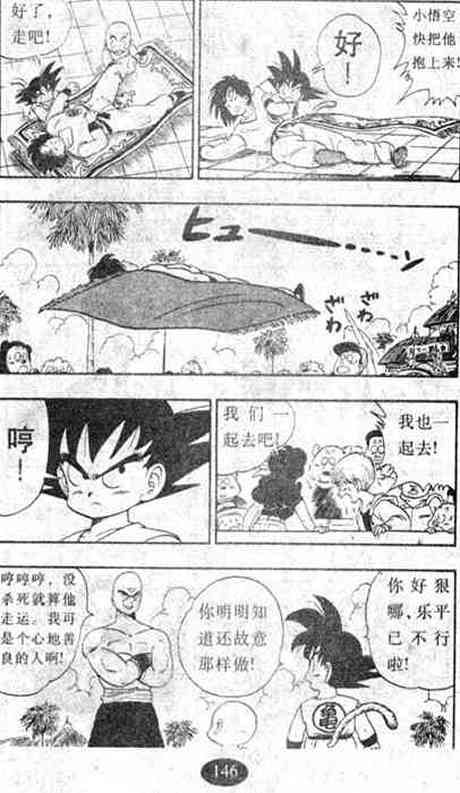 小悟空
快把他
抱上来!
好!
好了,
走吧!
ヒュー
ざわ
ざわ
我也一
起去!
我们一
起去吧!
哼!
你好狠
哪、乐平
已不行
啦!
你明明知
道还故意
那样做!
哼哼哼,没
杀死就算他
走运。我可
是个心地善
良的人啊!
亀
146